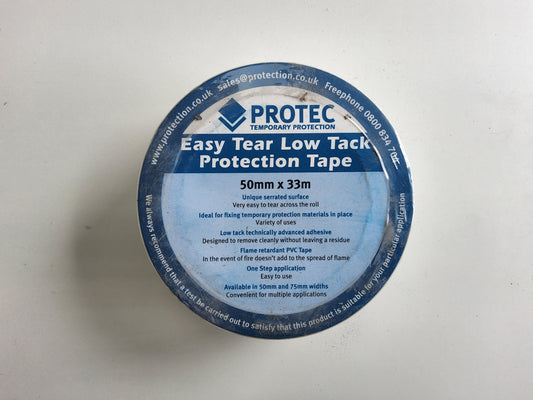 www.protection.co.uk sales@protection.co.uk Freephone 0800 834 704
PROTEC
TEMPORARY PROTECTION
Easy Tear Low Tack
Protection Tape
50mm x 33m
Unique serrated surface
Very easy to tear across the roll
Ideal for fixing temporary protection materials in place
Variety of uses
Low tack technically advanced adhesive
Designed to remove cleanly without leaving a residue
Flame retardant PVC Tape
In the event of fire doesn't add to the spread of flame
One Step application
Easy to use
Available in 50mm and 75mm widths
Convenient for multiple applications
We always recommend that a test be carried out to satisfy that this product is suitable for your particular application